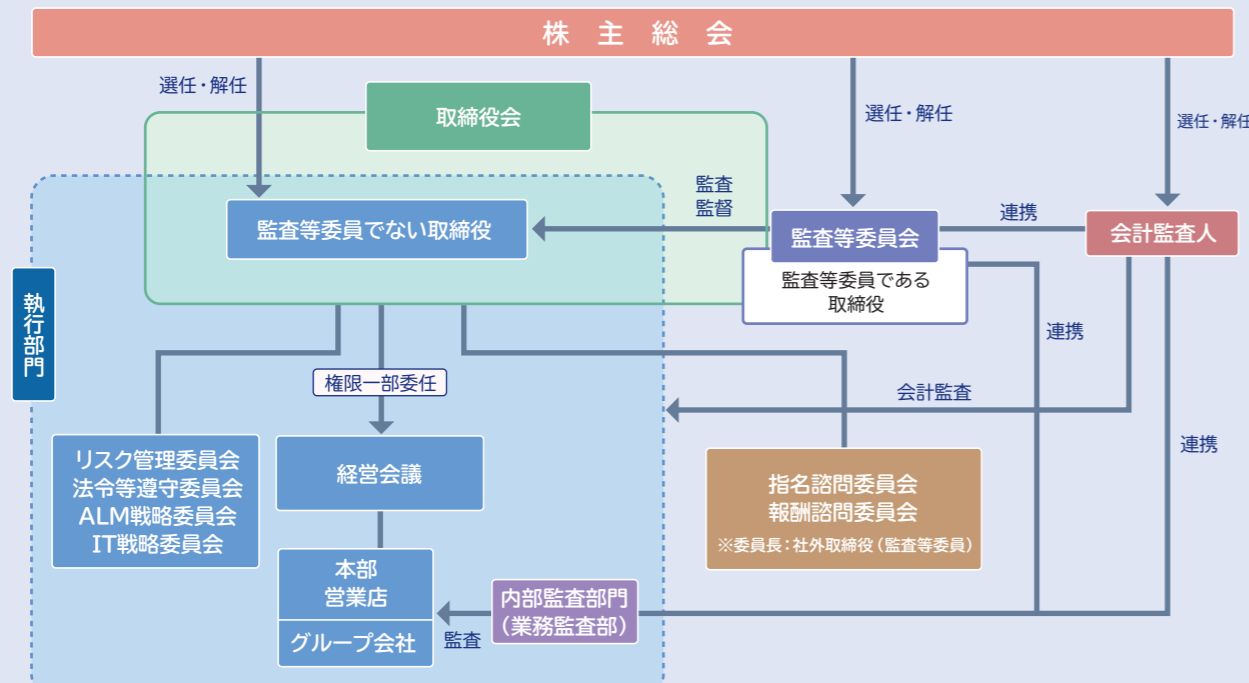 株主総会
選任・解任
取締役会
選任・解任
選任・解任
監査
監督
監査等委員でない取締役
監査等委員会
連携
会計監査人
監査等委員である
取締役
執行部門
連携
権限一部委任
会計監査
リスク管理委員会
法令等遵守委員会
ALM戦略委員会
IT戦略委員会
経営会議
指名諮問委員会
報酬諮問委員会
※委員長：社外取締役（監査等委員）
連携
本部
営業店
グループ会社
監査
内部監査部門
（業務監査部）